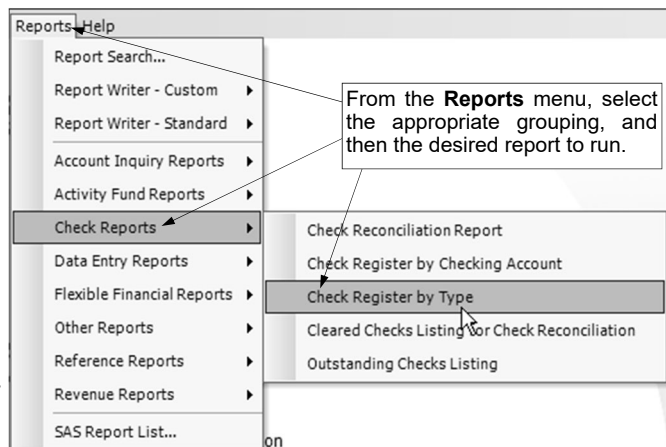 Reports Help
Report Search...
Report Writer - Custom
Report Writer - Standard
Account Inquiry Reports
Activity Fund Reports
Check Reports
Data Entry Reports
Flexible Financial Reports
Other Reports
Reference Reports
Revenue Reports
SAS Report List...
From the Reports menu, select
the appropriate grouping, and
then the desired report to run.
Check Reconciliation Report
Check Register by Checking Account
Check Register by Type
Cleared Checks Listing for Check Reconciliation
Outstanding Checks Listing
on